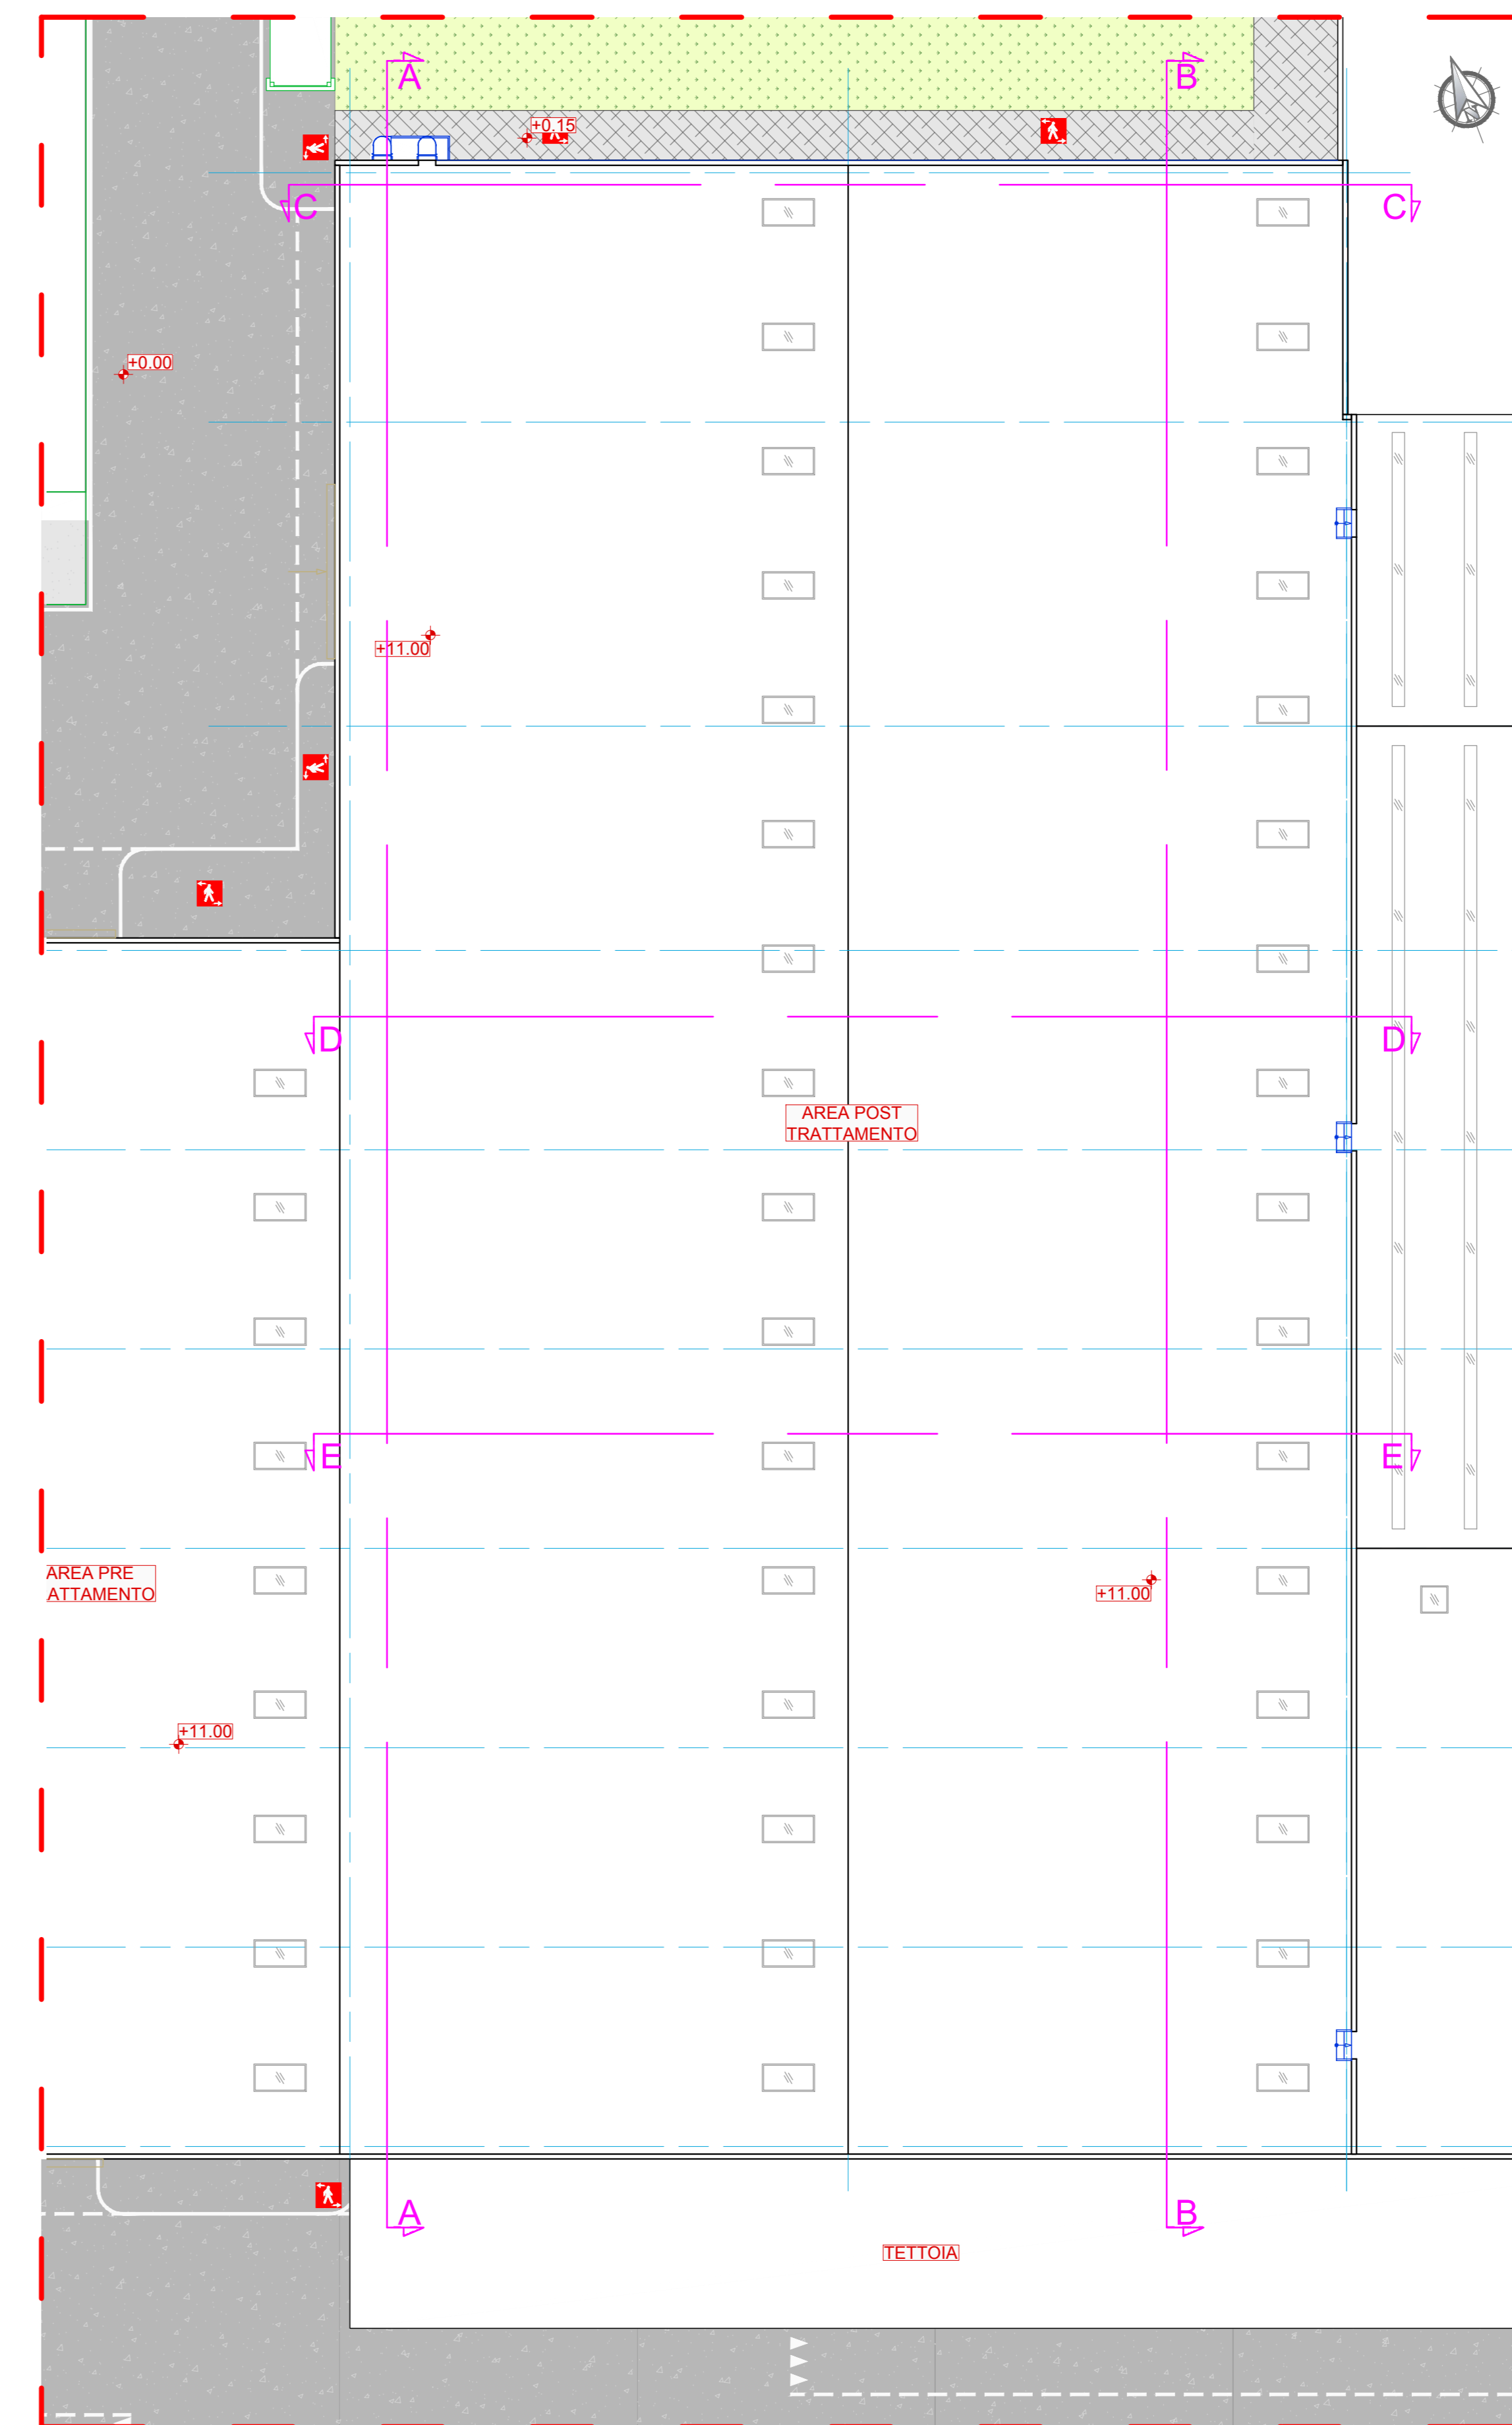 A
B
+0.15
C
C
+0.00
+11.00
D
D
AREA POST
TRATTAMENTO
E
E
AREA PRE
ATTAMENTO
+11.00
+11.00
A
B
TETTOIA